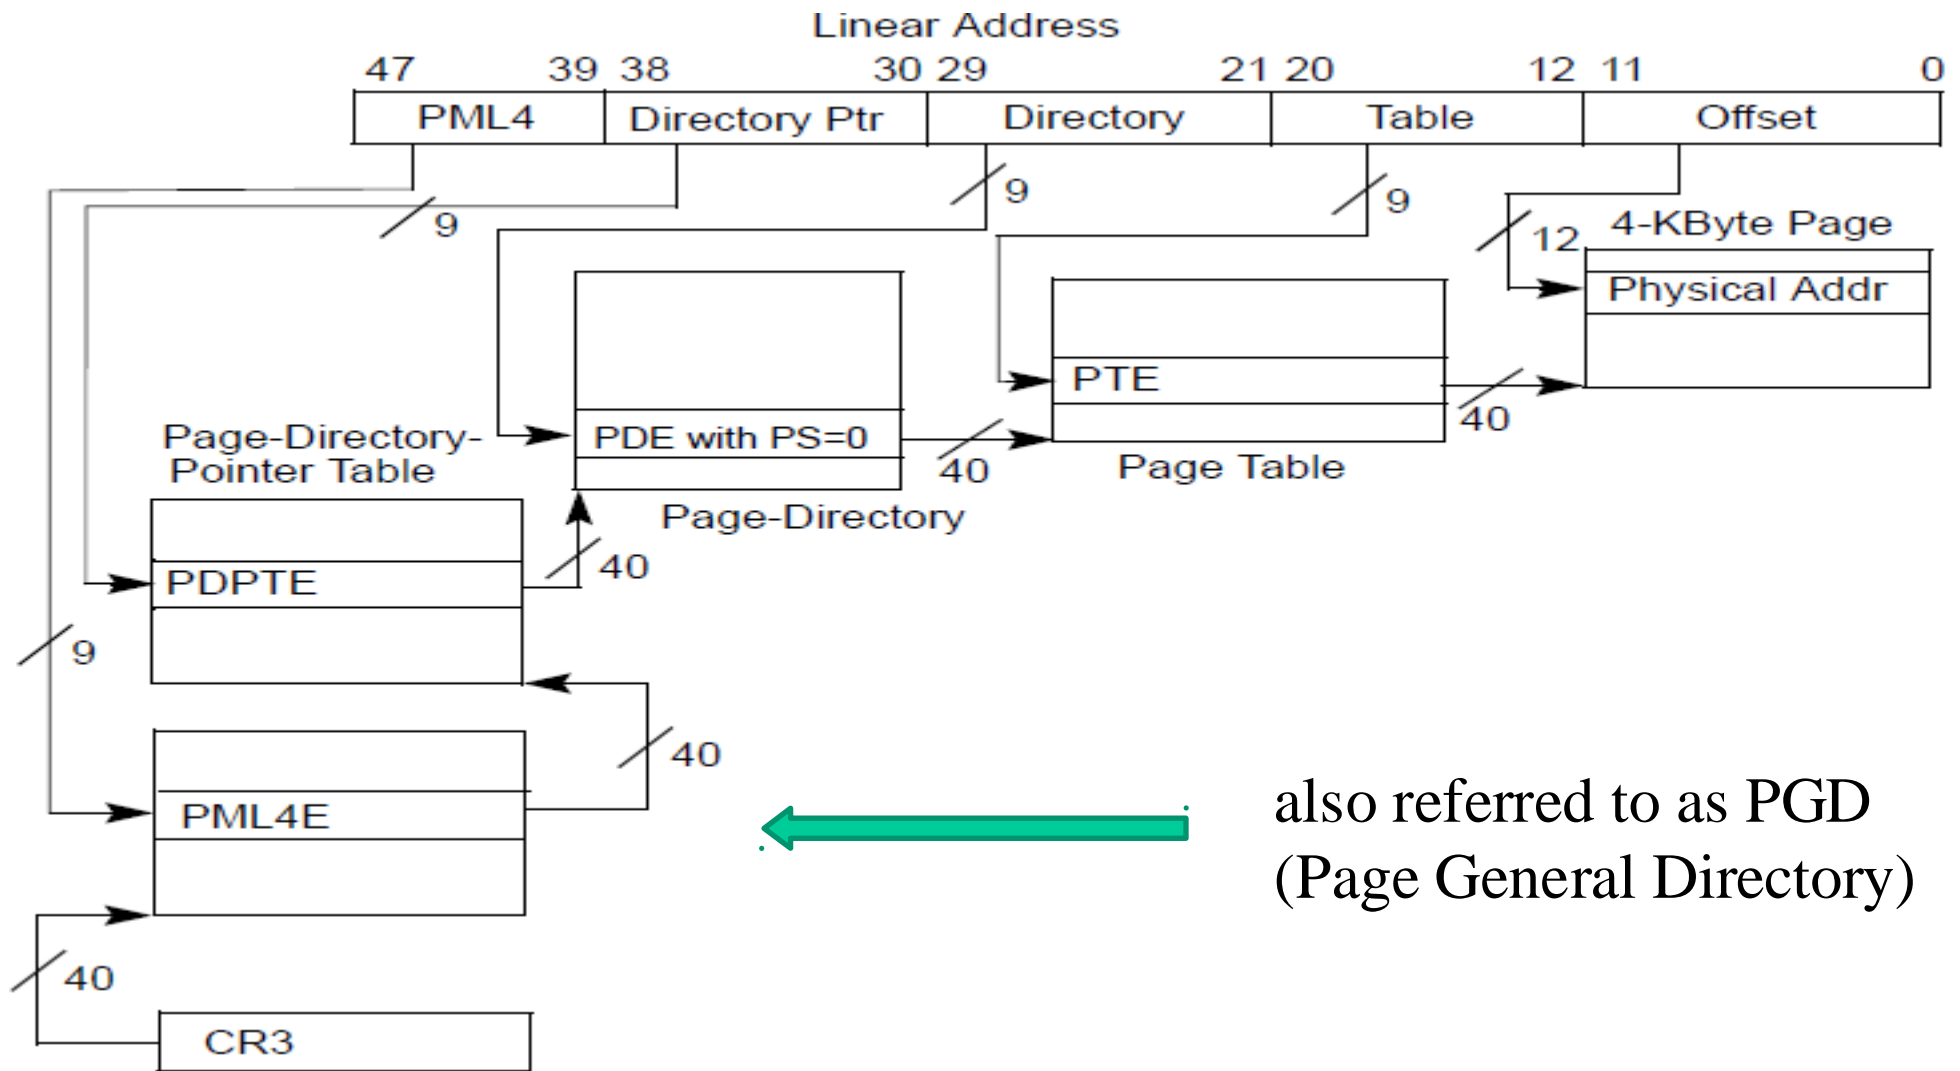 Linear Address
47 39 38 30 29 21 20 12 11 0
PML4 Directory Ptr Directory Table Offset
9 9 9 12
4-KByte Page
Physical Addr
PTE
40
Page Table
PDE with PS=0
40
Page-Directory
Page-Directory-
Pointer Table
PDPTE
40
9
PML4E
40
also referred to as PGD
(Page General Directory)
40
CR3